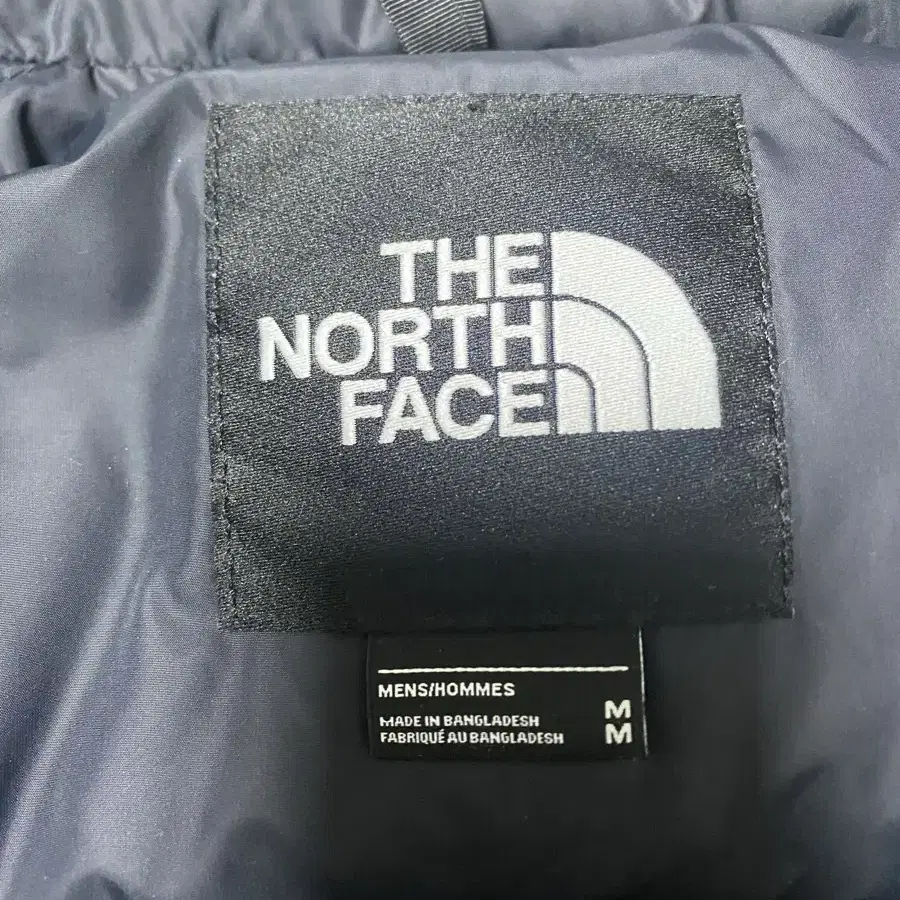 THE
NORTH
FACE
MENS/HOMMES
MADE IN BANGLADESH M
FABRIQUÉ AU BANGLADESH M